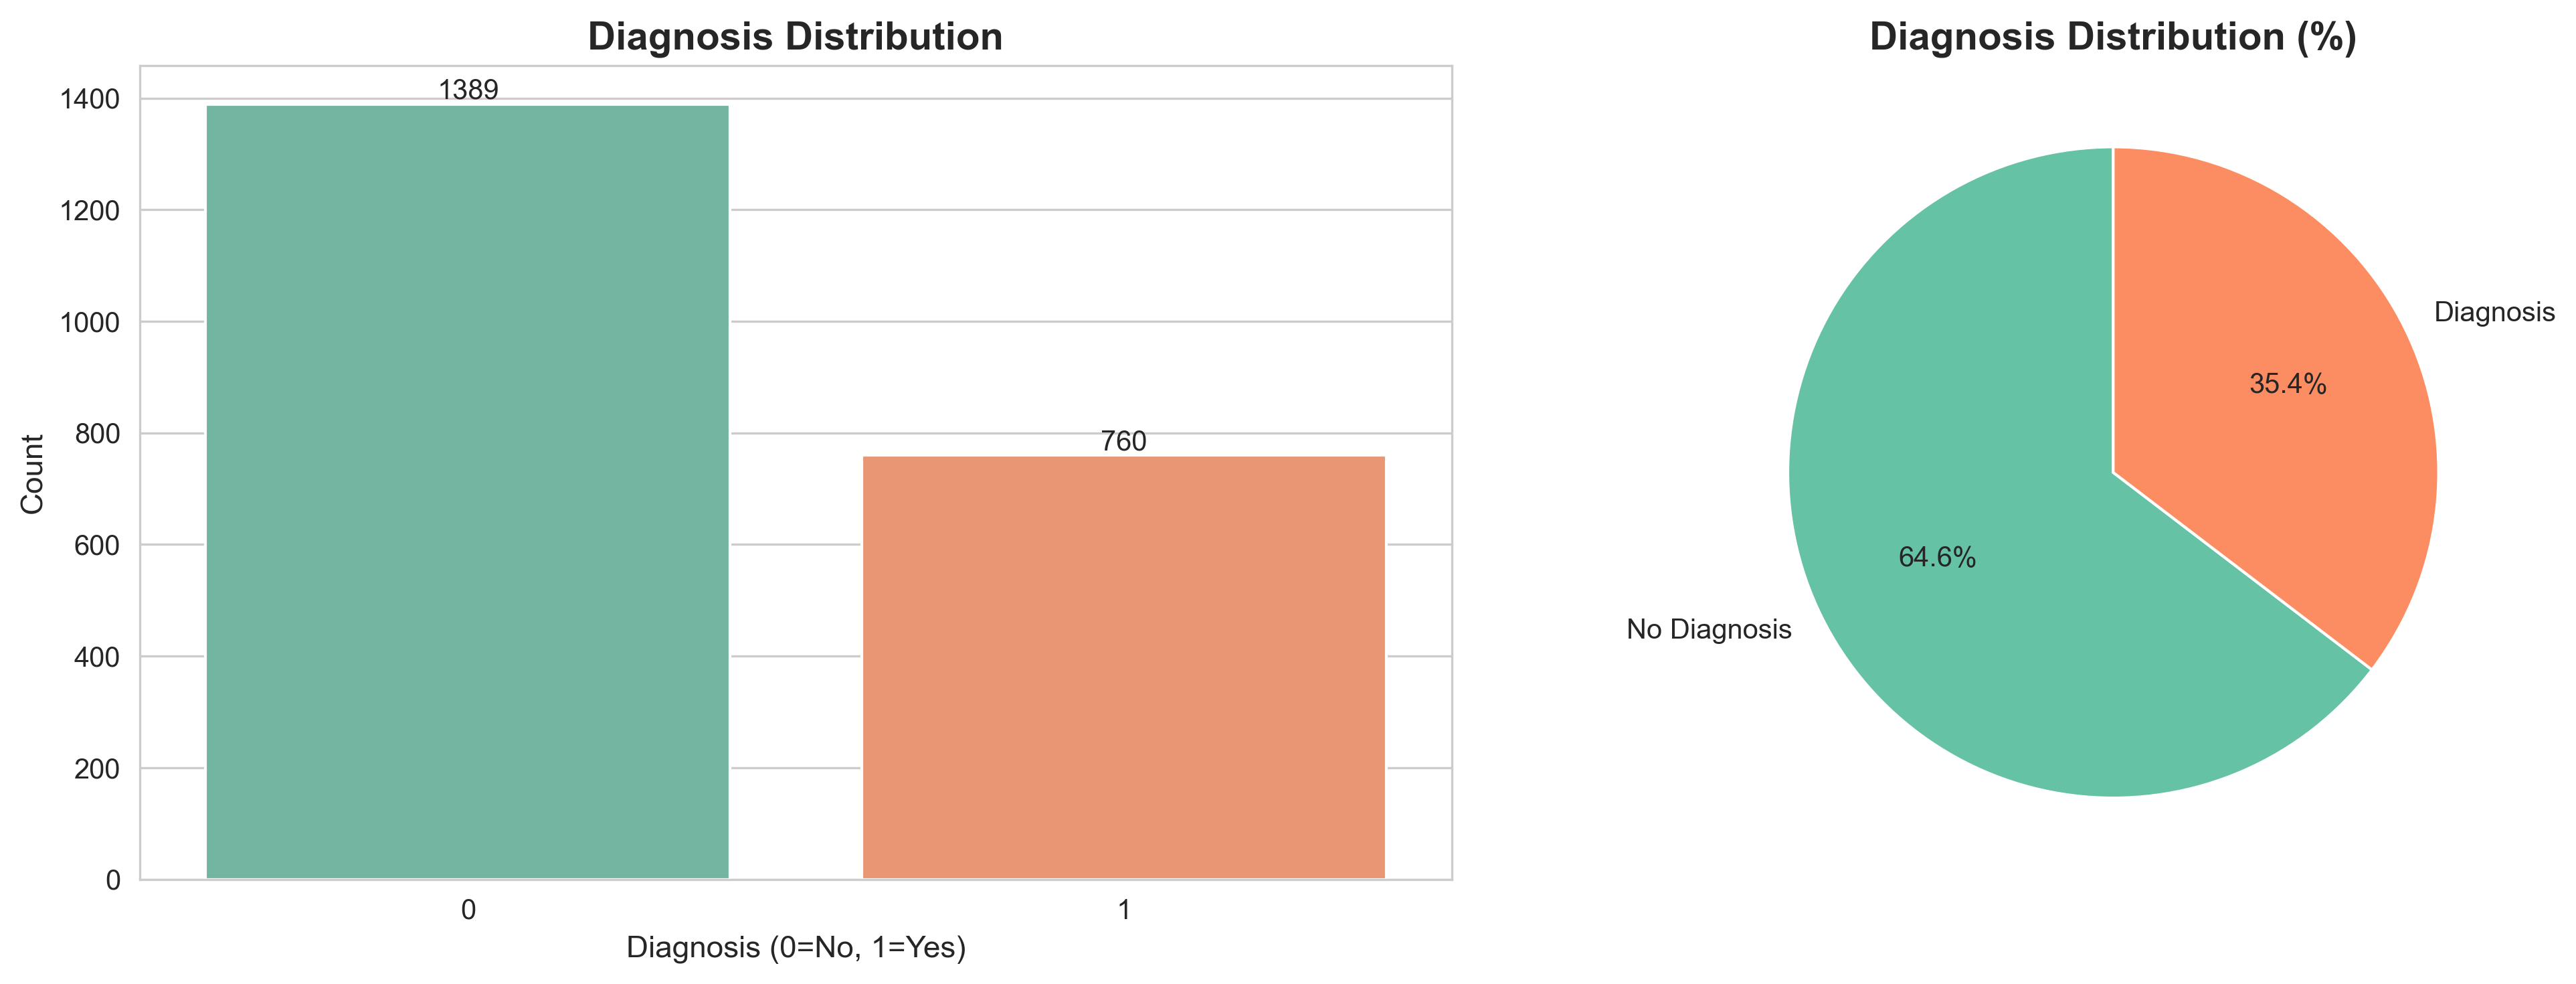 Diagnosis Distribution
1400
1200
1000
800
600
400
200
0
Count
1389
760
0
1
Diagnosis (0=No, 1=Yes)
Diagnosis Distribution (%)
Diagnosis
35.4%
64.6%
No Diagnosis